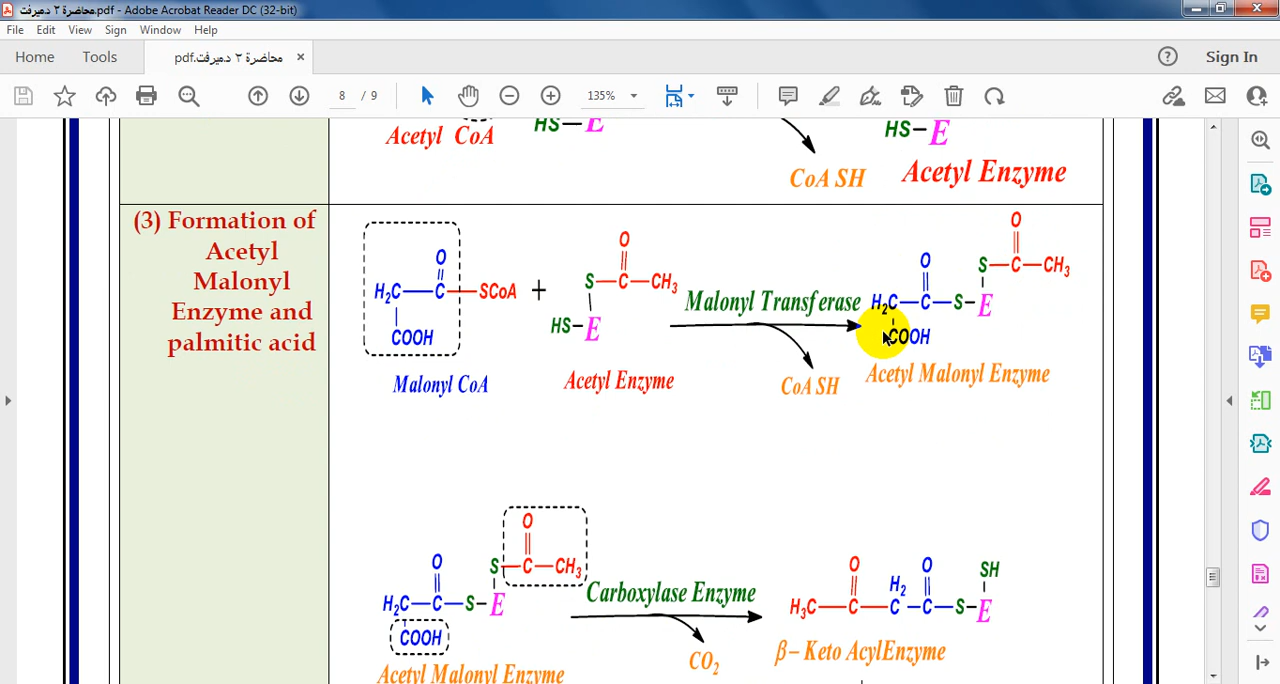 محاضرة ٢ د.ميرفت.pdf - Adobe Acrobat Reader DC (32-bit)
File Edit View Sign Window Help
Home Tools محاضرة ٢ د.ميرفت.pdf × ? Sign In
8 / 9 135%
Acetyl CoA HS–E CoA SH HS–E Acetyl Enzyme
(3) Formation of
Acetyl
Malonyl
Enzyme and
palmitic acid
O
H2C–C–SCoA
COOH
Malonyl CoA
+
O
S–C–CH3
HS–E
Acetyl Enzyme
Malonyl Transferase
CoA SH
O
S–C–CH3
O
H2C–C–S–E
COOH
Acetyl Malonyl Enzyme
O
S–C–CH3
O
H2C–C–S–E
COOH
Acetyl Malonyl Enzyme
Carboxylase Enzyme
CO2
O H2 O SH
H3C–C–C–C–S–E
β– Keto AcylEnzyme